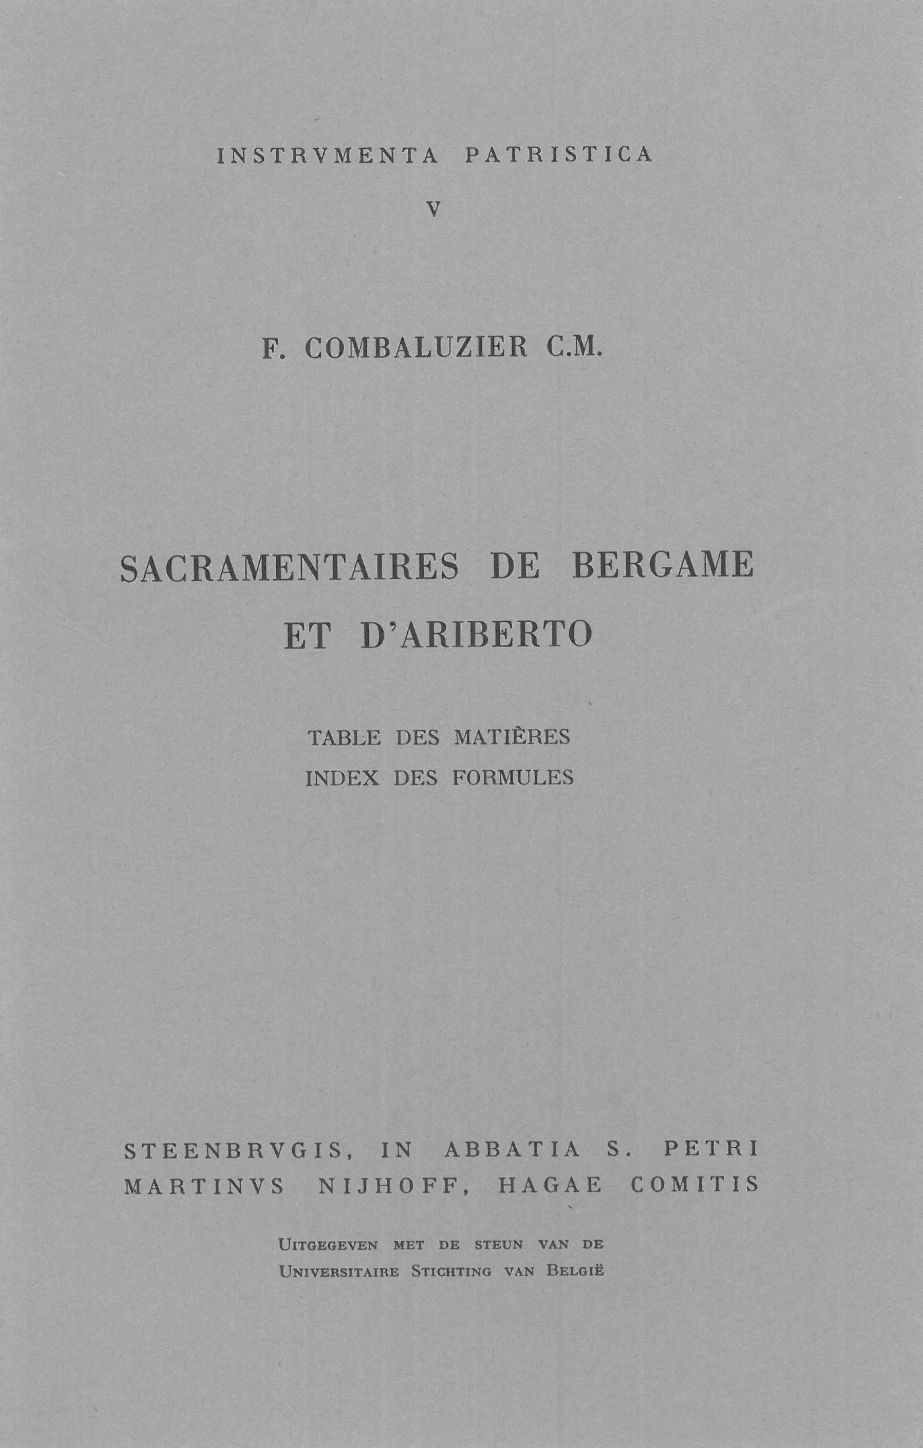 INSTRVMENTA PATRISTICA
V
F. COMBALUZIER C.M.
SACRAMENTAIRES DE BERGAME
ET D'ARIBERTO
TABLE DES MATIÈRES
INDEX DES FORMULES
STEENBRVGIS, IN ABBATIA S. PETRI
MARTINVS NIJHOFF, HAGAE COMITIS
UITGEGEVEN MET DE STEUN VAN DE
UNIVERSITAIRE STICHTING VAN BELGIË